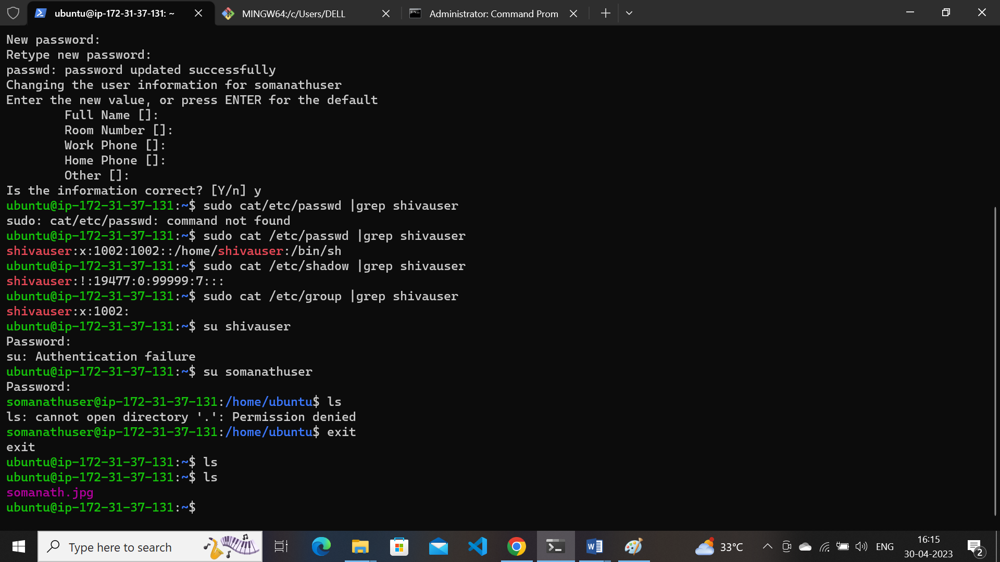 ubuntu@ip-172-31-37-131: ~
MINGW64:/c/Users/DELL
Administrator: Command Prom
New password:
Retype new password:
passwd: password updated successfully
Changing the user information for somanathuser
Enter the new value, or press ENTER for the default
Full Name []:
Room Number []:
Work Phone []:
Home Phone []:
Other []:
Is the information correct? [Y/n] y
ubuntu@ip-172-31-37-131:~$ sudo cat/etc/passwd |grep shivauser
sudo: cat/etc/passwd: command not found
ubuntu@ip-172-31-37-131:~$ sudo cat /etc/passwd |grep shivauser
shivauser:x:1002:1002::/home/shivauser:/bin/sh
ubuntu@ip-172-31-37-131:~$ sudo cat /etc/shadow |grep shivauser
shivauser:!:19477:0:99999:7:::
ubuntu@ip-172-31-37-131:~$ sudo cat /etc/group |grep shivauser
shivauser:x:1002:
ubuntu@ip-172-31-37-131:~$ su shivauser
Password:
su: Authentication failure
ubuntu@ip-172-31-37-131:~$ su somanathuser
Password:
somanathuser@ip-172-31-37-131:/home/ubuntu$ ls
ls: cannot open directory '.': Permission denied
somanathuser@ip-172-31-37-131:/home/ubuntu$ exit
exit
ubuntu@ip-172-31-37-131:~$ ls
ubuntu@ip-172-31-37-131:~$ ls
somanath.jpg
ubuntu@ip-172-31-37-131:~$
Type here to search
33°C
ENG
16:15
30-04-2023
2